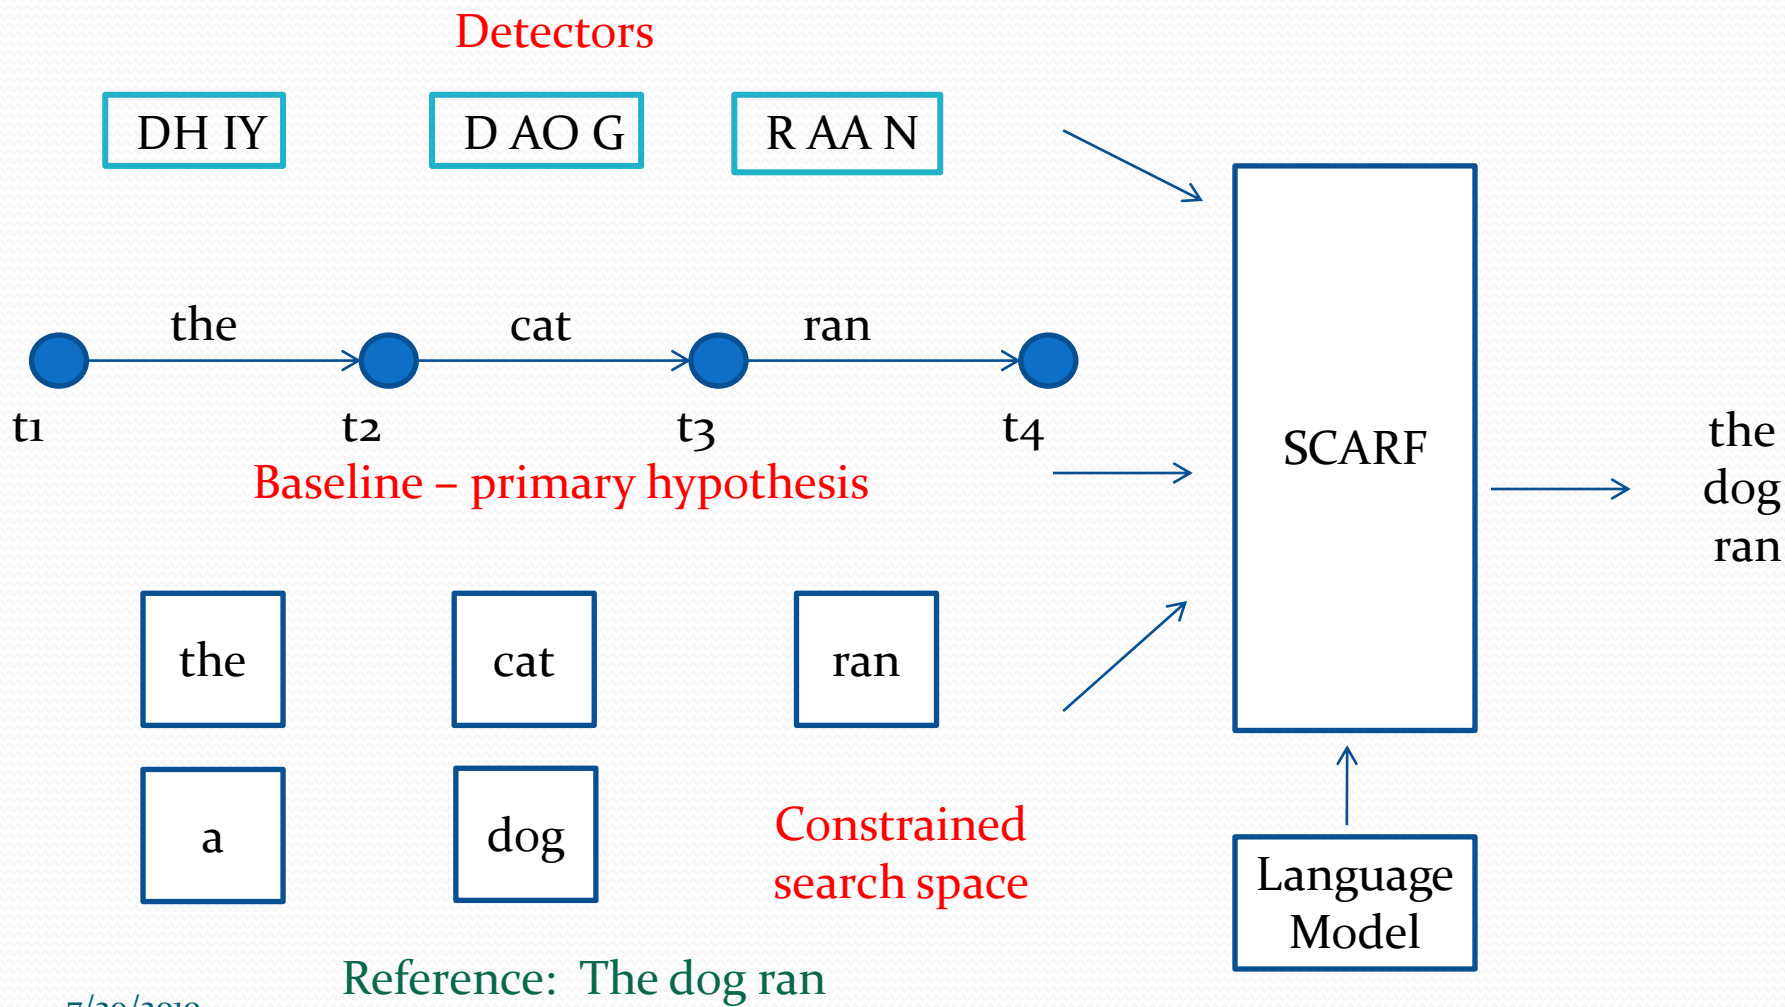 Detectors
DH IY
D AO G
R AA N
the
cat
ran
t1
t2
t3
t4
Baseline – primary hypothesis
the
cat
ran
a
dog
Constrained
search space
SCARF
Language
Model
the
dog
ran
Reference: The dog ran